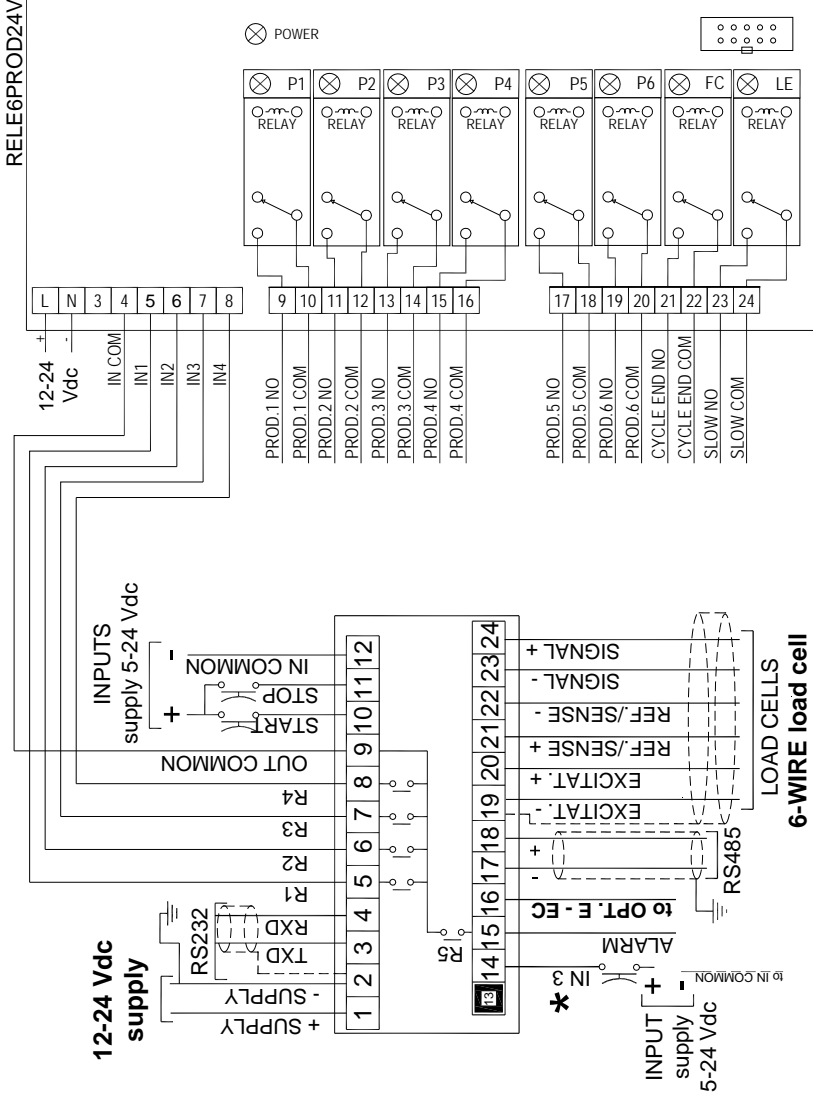 RELE6PROD24V
POWER
P1 P2 P3 P4 P5 P6 FC LE
RELAY RELAY RELAY RELAY RELAY RELAY RELAY RELAY
L N 3 4 5 6 7 8
9 10 11 12 13 14 15 16
17 18 19 20 21 22 23 24
+ -
12-24
Vdc
IN COM
IN1
IN2
IN3
IN4
PROD.1 NO
PROD.1 COM
PROD.2 NO
PROD.2 COM
PROD.3 NO
PROD.3 COM
PROD.4 NO
PROD.4 COM
PROD.5 NO
PROD.5 COM
PROD.6 NO
PROD.6 COM
CYCLE END NO
CYCLE END COM
SLOW NO
SLOW COM
INPUTS
supply 5-24 Vdc
+ -
IN COMMON
STOP
START
OUT COMMON
R4
R3
R2
R1
RS232
RXD
TXD
12-24 Vdc
supply
- SUPPLY
+ SUPPLY
1 2 3 4 5 6 7 8 9 10 11 12
R5
13 14 15 16 17 18 19 20 21 22 23 24
SIGNAL +
SIGNAL -
REF./SENSE -
REF./SENSE +
EXCITAT. +
EXCITAT. -
LOAD CELLS
6-WIRE load cell
+
-
RS485
to OPT. E - EC
ALARM
* IN 3
+ -
to IN COMMON
INPUT
supply
5-24 Vdc